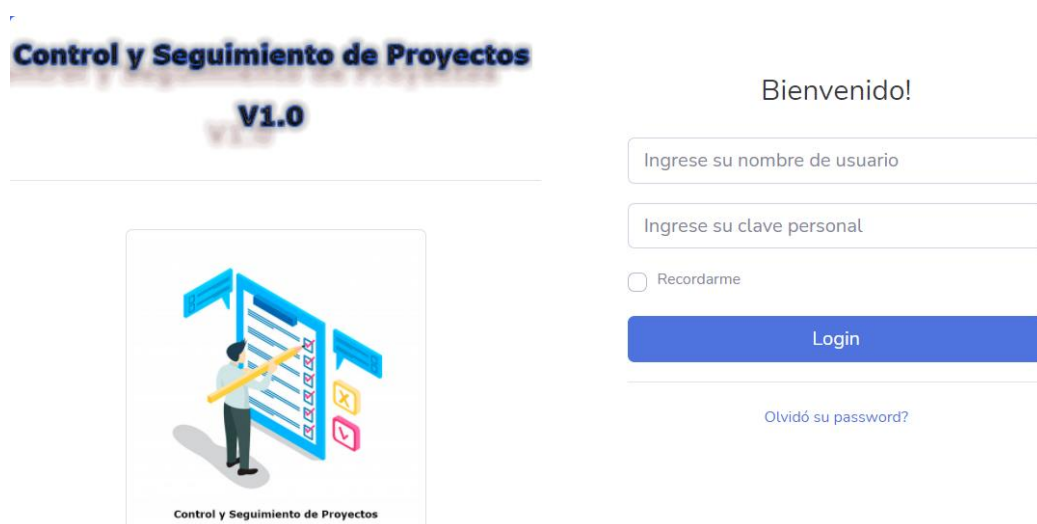 Control y Seguimiento de Proyectos
V1.0
Control y Seguimiento de Proyectos
Bienvenido!
Ingrese su nombre de usuario
Ingrese su clave personal
Recordarme
Login
Olvidó su password?